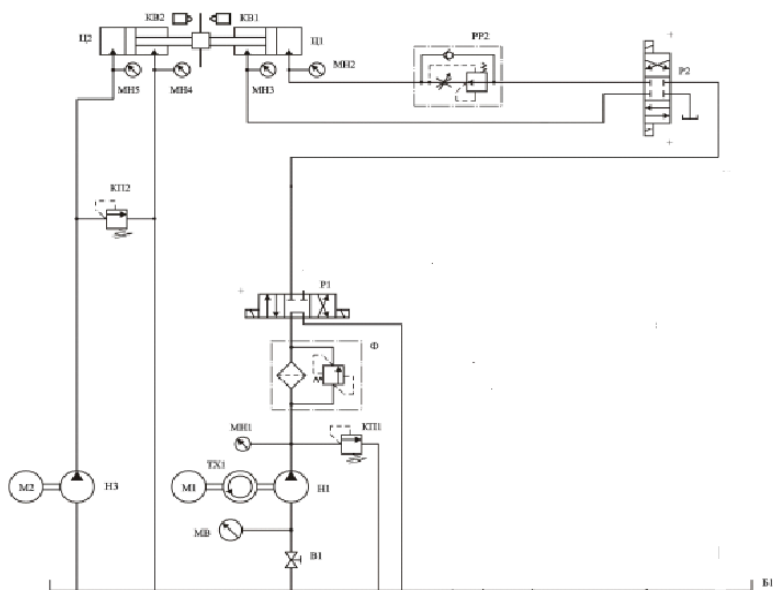 КВ2 КВ1
Ц2 Ц1
РР2
МН2
Р2
МН5 МН4 МН3
КП2
Р1
Ф
МН1 КП1
ТХ1
М2 Н3 М1 Н1
МВ
В1
Б1